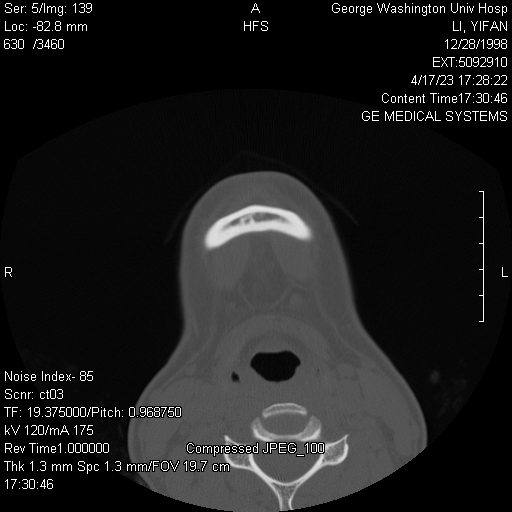 Ser: 5/Img: 139
Loc: -82.8 mm
630 /3460
A
HFS
George Washington Univ Hosp
LI, YIFAN
12/28/1998
EXT:5092910
4/17/23 17:28:22
Content Time17:30:46
GE MEDICAL SYSTEMS
R
L
Noise Index- 85
Scnr: ct03
TF: 19.375000/Pitch: 0.968750
kV 120/mA 175
Rev Time1.000000
Compressed JPEG_100
Thk 1.3 mm Spc 1.3 mm/FOV 19.7 cm
17:30:46